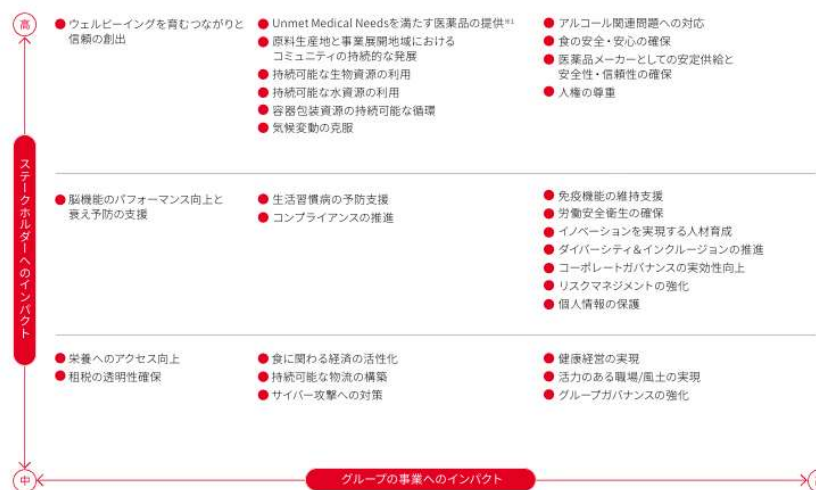 高
ウェルビーイングを育むつながりと
信頼の創出
Unmet Medical Needsを満たす医薬品の提供※1
原料生産地と事業展開地域における
コミュニティの持続的な発展
持続可能な生物資源の利用
持続可能な水資源の利用
容器包装資源の持続可能な循環
気候変動の克服
アルコール関連問題への対応
食の安全・安心の確保
医薬品メーカーとしての安定供給と
安全性・信頼性の確保
人権の尊重
ステークホルダーへのインパクト
脳機能のパフォーマンス向上と
衰え予防の支援
生活習慣病の予防支援
コンプライアンスの推進
免疫機能の維持支援
労働安全衛生の確保
イノベーションを実現する人材育成
ダイバーシティ&インクルージョンの推進
コーポレートガバナンスの実効性向上
リスクマネジメントの強化
個人情報の保護
栄養へのアクセス向上
租税の透明性確保
食に関わる経済の活性化
持続可能な物流の構築
サイバー攻撃への対策
健康経営の実現
活力のある職場/風土の実現
グループガバナンスの強化
中
グループの事業へのインパクト